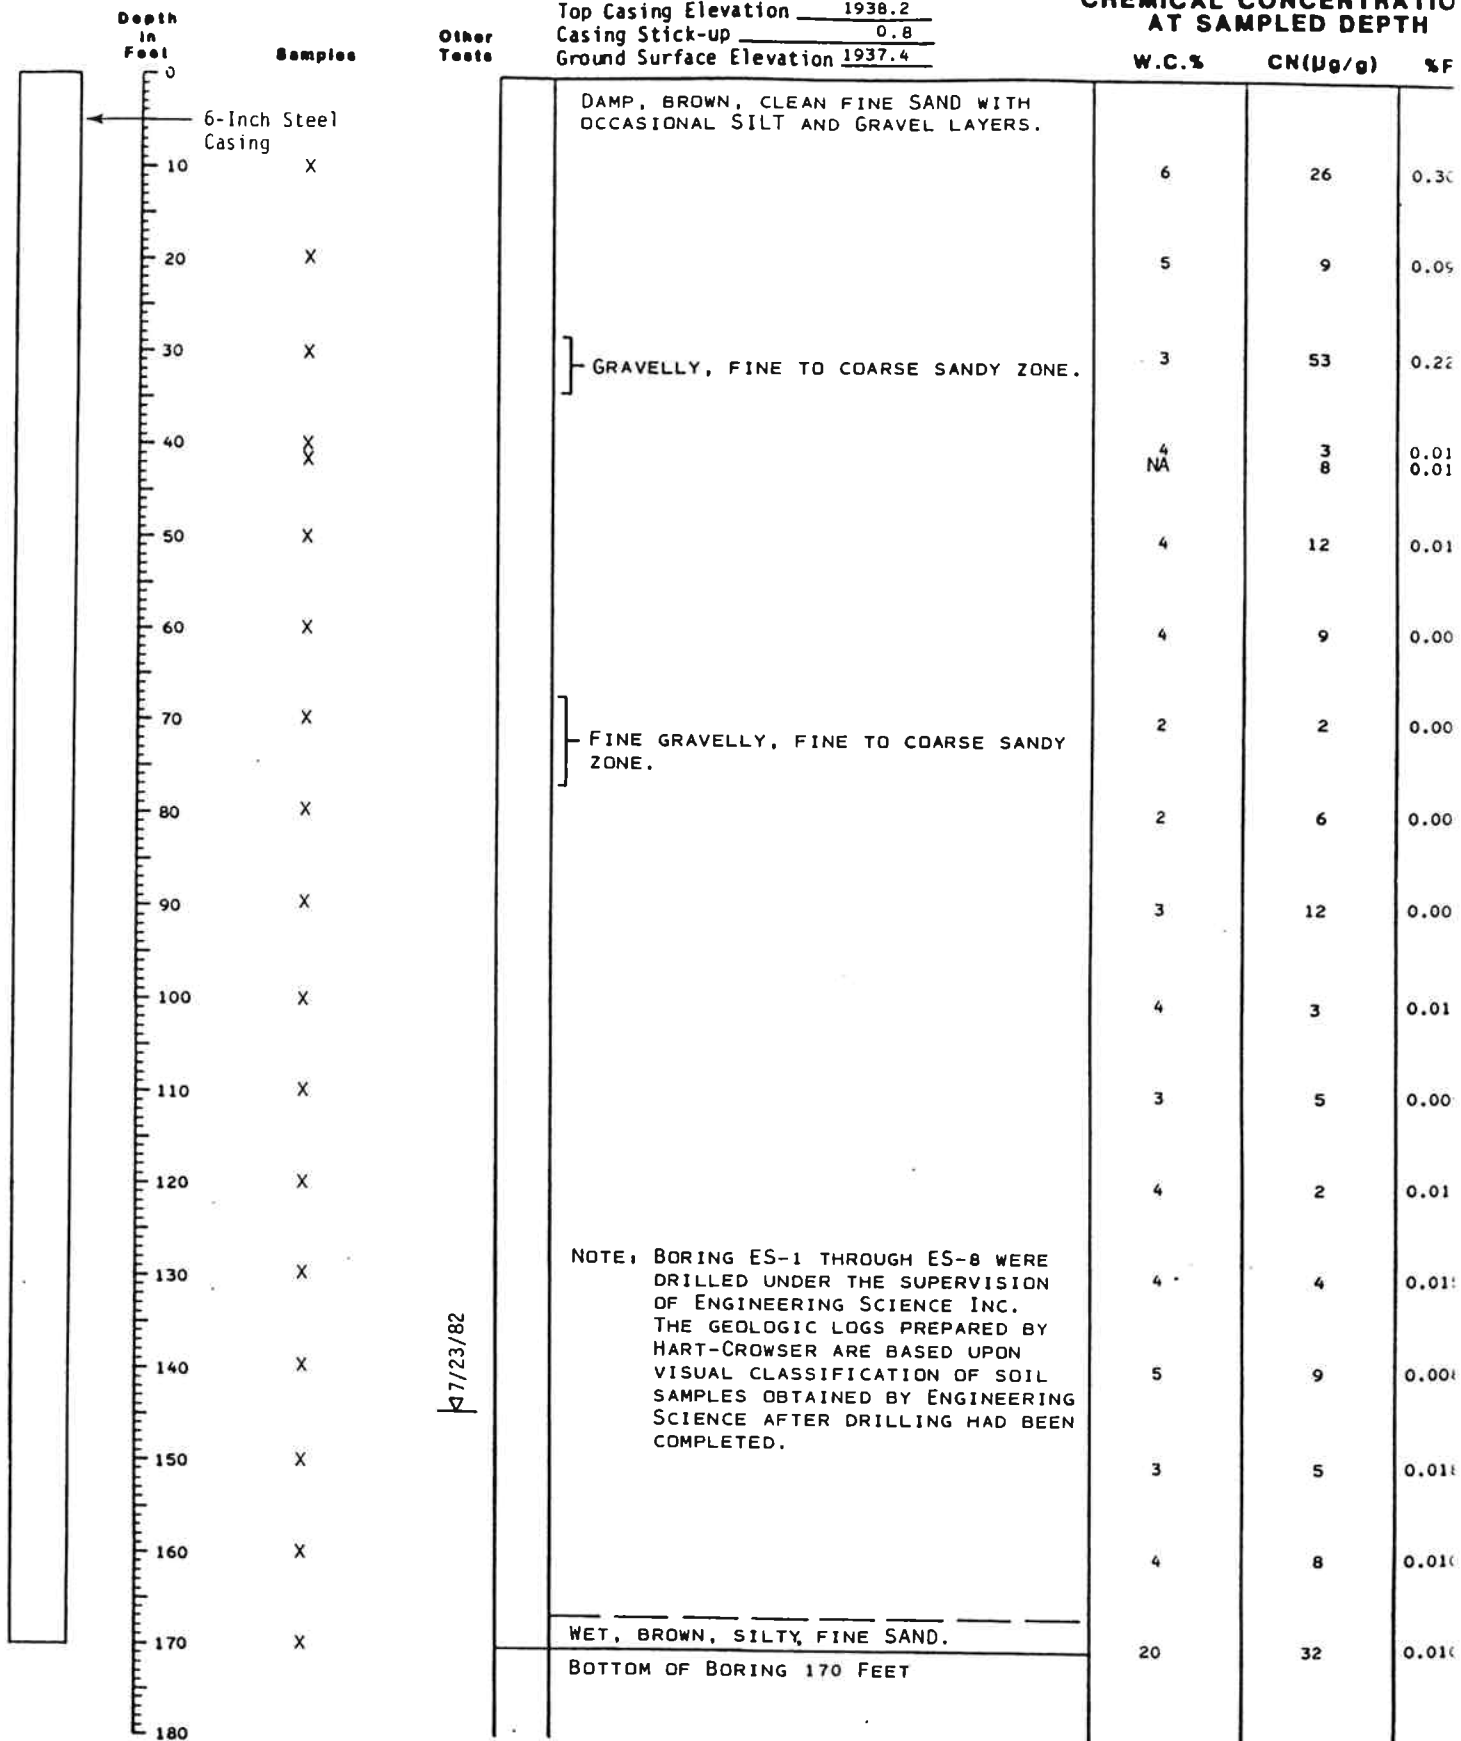 Top Casing Elevation 1938.2
Casing Stick-up 0.8
Ground Surface Elevation 1937.4
AT SAMPLED DEPTH
Depth
in
Feet
Samples
Other
Tests
W.C.%
CN(µg/g)
0
DAMP, BROWN, CLEAN FINE SAND WITH
OCCASIONAL SILT AND GRAVEL LAYERS.
6-Inch Steel
Casing
10 X 6 26
20 X 5 9
30 X 3 53
GRAVELLY, FINE TO COARSE SANDY ZONE.
40 X 4 3 0.01
X NA 8 0.01
50 X 4 12 0.01
60 X 4 9 0.00
70 X 2 2 0.00
FINE GRAVELLY, FINE TO COARSE SANDY
ZONE.
80 X 2 6 0.00
90 X 3 12 0.00
100 X 4 3 0.01
110 X 3 5 0.00
120 X 4 2 0.01
130 X 4 4
140 X 5 9
7/23/82
NOTE: BORING ES-1 THROUGH ES-8 WERE
DRILLED UNDER THE SUPERVISION
OF ENGINEERING SCIENCE INC.
THE GEOLOGIC LOGS PREPARED BY
HART-CROWSER ARE BASED UPON
VISUAL CLASSIFICATION OF SOIL
SAMPLES OBTAINED BY ENGINEERING
SCIENCE AFTER DRILLING HAD BEEN
COMPLETED.
150 X 3 5
160 X 4 8
WET, BROWN, SILTY, FINE SAND.
170 X 20 32
BOTTOM OF BORING 170 FEET
180